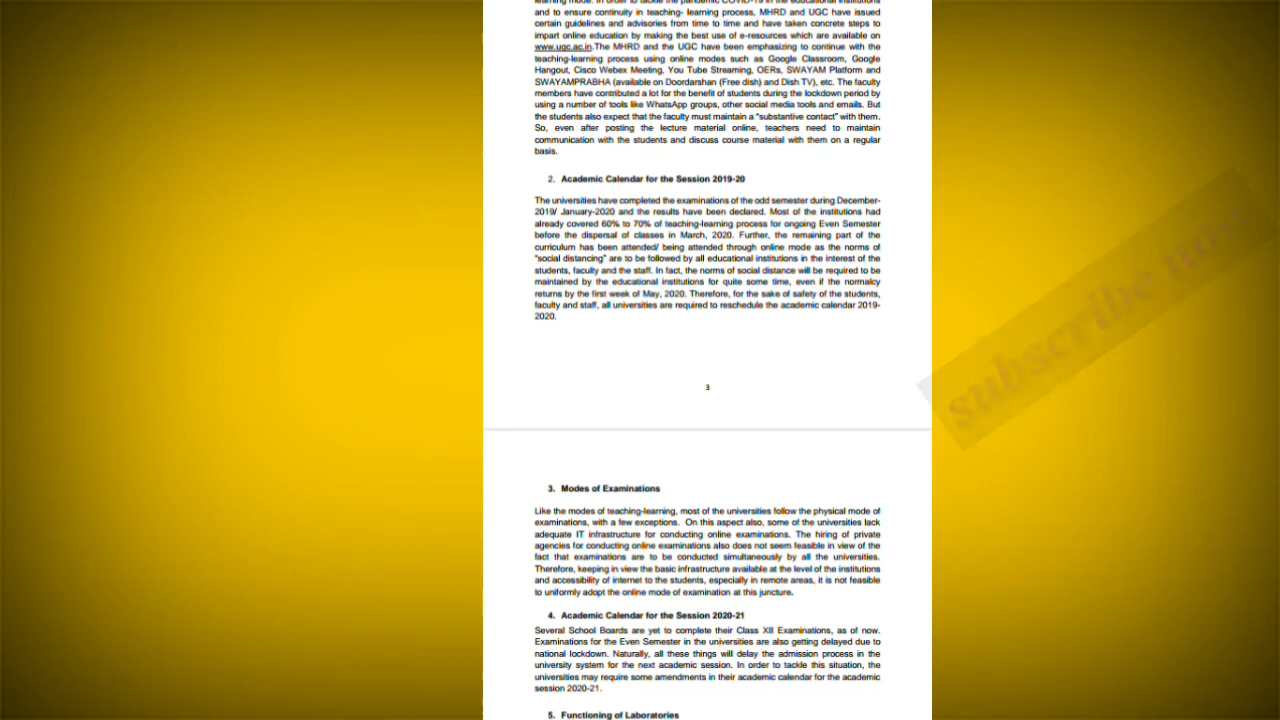 learning mode. In order to tackle the pandemic COVID-19 in the educational institutions
and to ensure continuity in teaching- learning process, MHRD and UGC have issued
certain guidelines and advisories from time to time and have taken concrete steps to
impart online education by making the best use of e-resources which are available on
www.ugc.ac.in.The MHRD and the UGC have been emphasizing to continue with the
teaching-learning process using online modes such as Google Classroom, Google
Hangout, Cisco Webex Meeting, You Tube Streaming, OERs, SWAYAM Platform and
SWAYAMPRABHA (available on Doordarshan (Free dish) and Dish TV), etc. The faculty
members have contributed a lot for the benefit of students during the lockdown period by
using a number of tools like WhatsApp groups, other social media tools and emails. But
the students also expect that the faculty must maintain a "substantive contact" with them.
So, even after posting the lecture material online, teachers need to maintain
communication with the students and discuss course material with them on a regular
basis.
2. Academic Calendar for the Session 2019-20
The universities have completed the examinations of the odd semester during December-
2019/ January-2020 and the results have been declared. Most of the institutions had
already covered 60% to 70% of teaching-learning process for ongoing Even Semester
before the dispersal of classes in March, 2020. Further, the remaining part of the
curriculum has been attended/ being attended through online mode as the norms of
"social distancing" are to be followed by all educational institutions in the interest of the
students, faculty and the staff. In fact, the norms of social distance will be required to be
maintained by the educational institutions for quite some time, even if the normalcy
returns by the first week of May, 2020. Therefore, for the sake of safety of the students,
faculty and staff, all universities are required to reschedule the academic calendar 2019-
2020.
3
subscribe now
3. Modes of Examinations
Like the modes of teaching-learning, most of the universities follow the physical mode of
examinations, with a few exceptions. On this aspect also, some of the universities lack
adequate IT infrastructure for conducting online examinations. The hiring of private
agencies for conducting online examinations also does not seem feasible in view of the
fact that examinations are to be conducted simultaneously by all the universities.
Therefore, keeping in view the basic infrastructure available at the level of the institutions
and accessibility of internet to the students, especially in remote areas, it is not feasible
to uniformly adopt the online mode of examination at this juncture.
4. Academic Calendar for the Session 2020-21
Several School Boards are yet to complete their Class XII Examinations, as of now.
Examinations for the Even Semester in the universities are also getting delayed due to
national lockdown. Naturally, all these things will delay the admission process in the
university system for the next academic session. In order to tackle this situation, the
universities may require some amendments in their academic calendar for the academic
session 2020-21.
5. Functioning of Laboratories